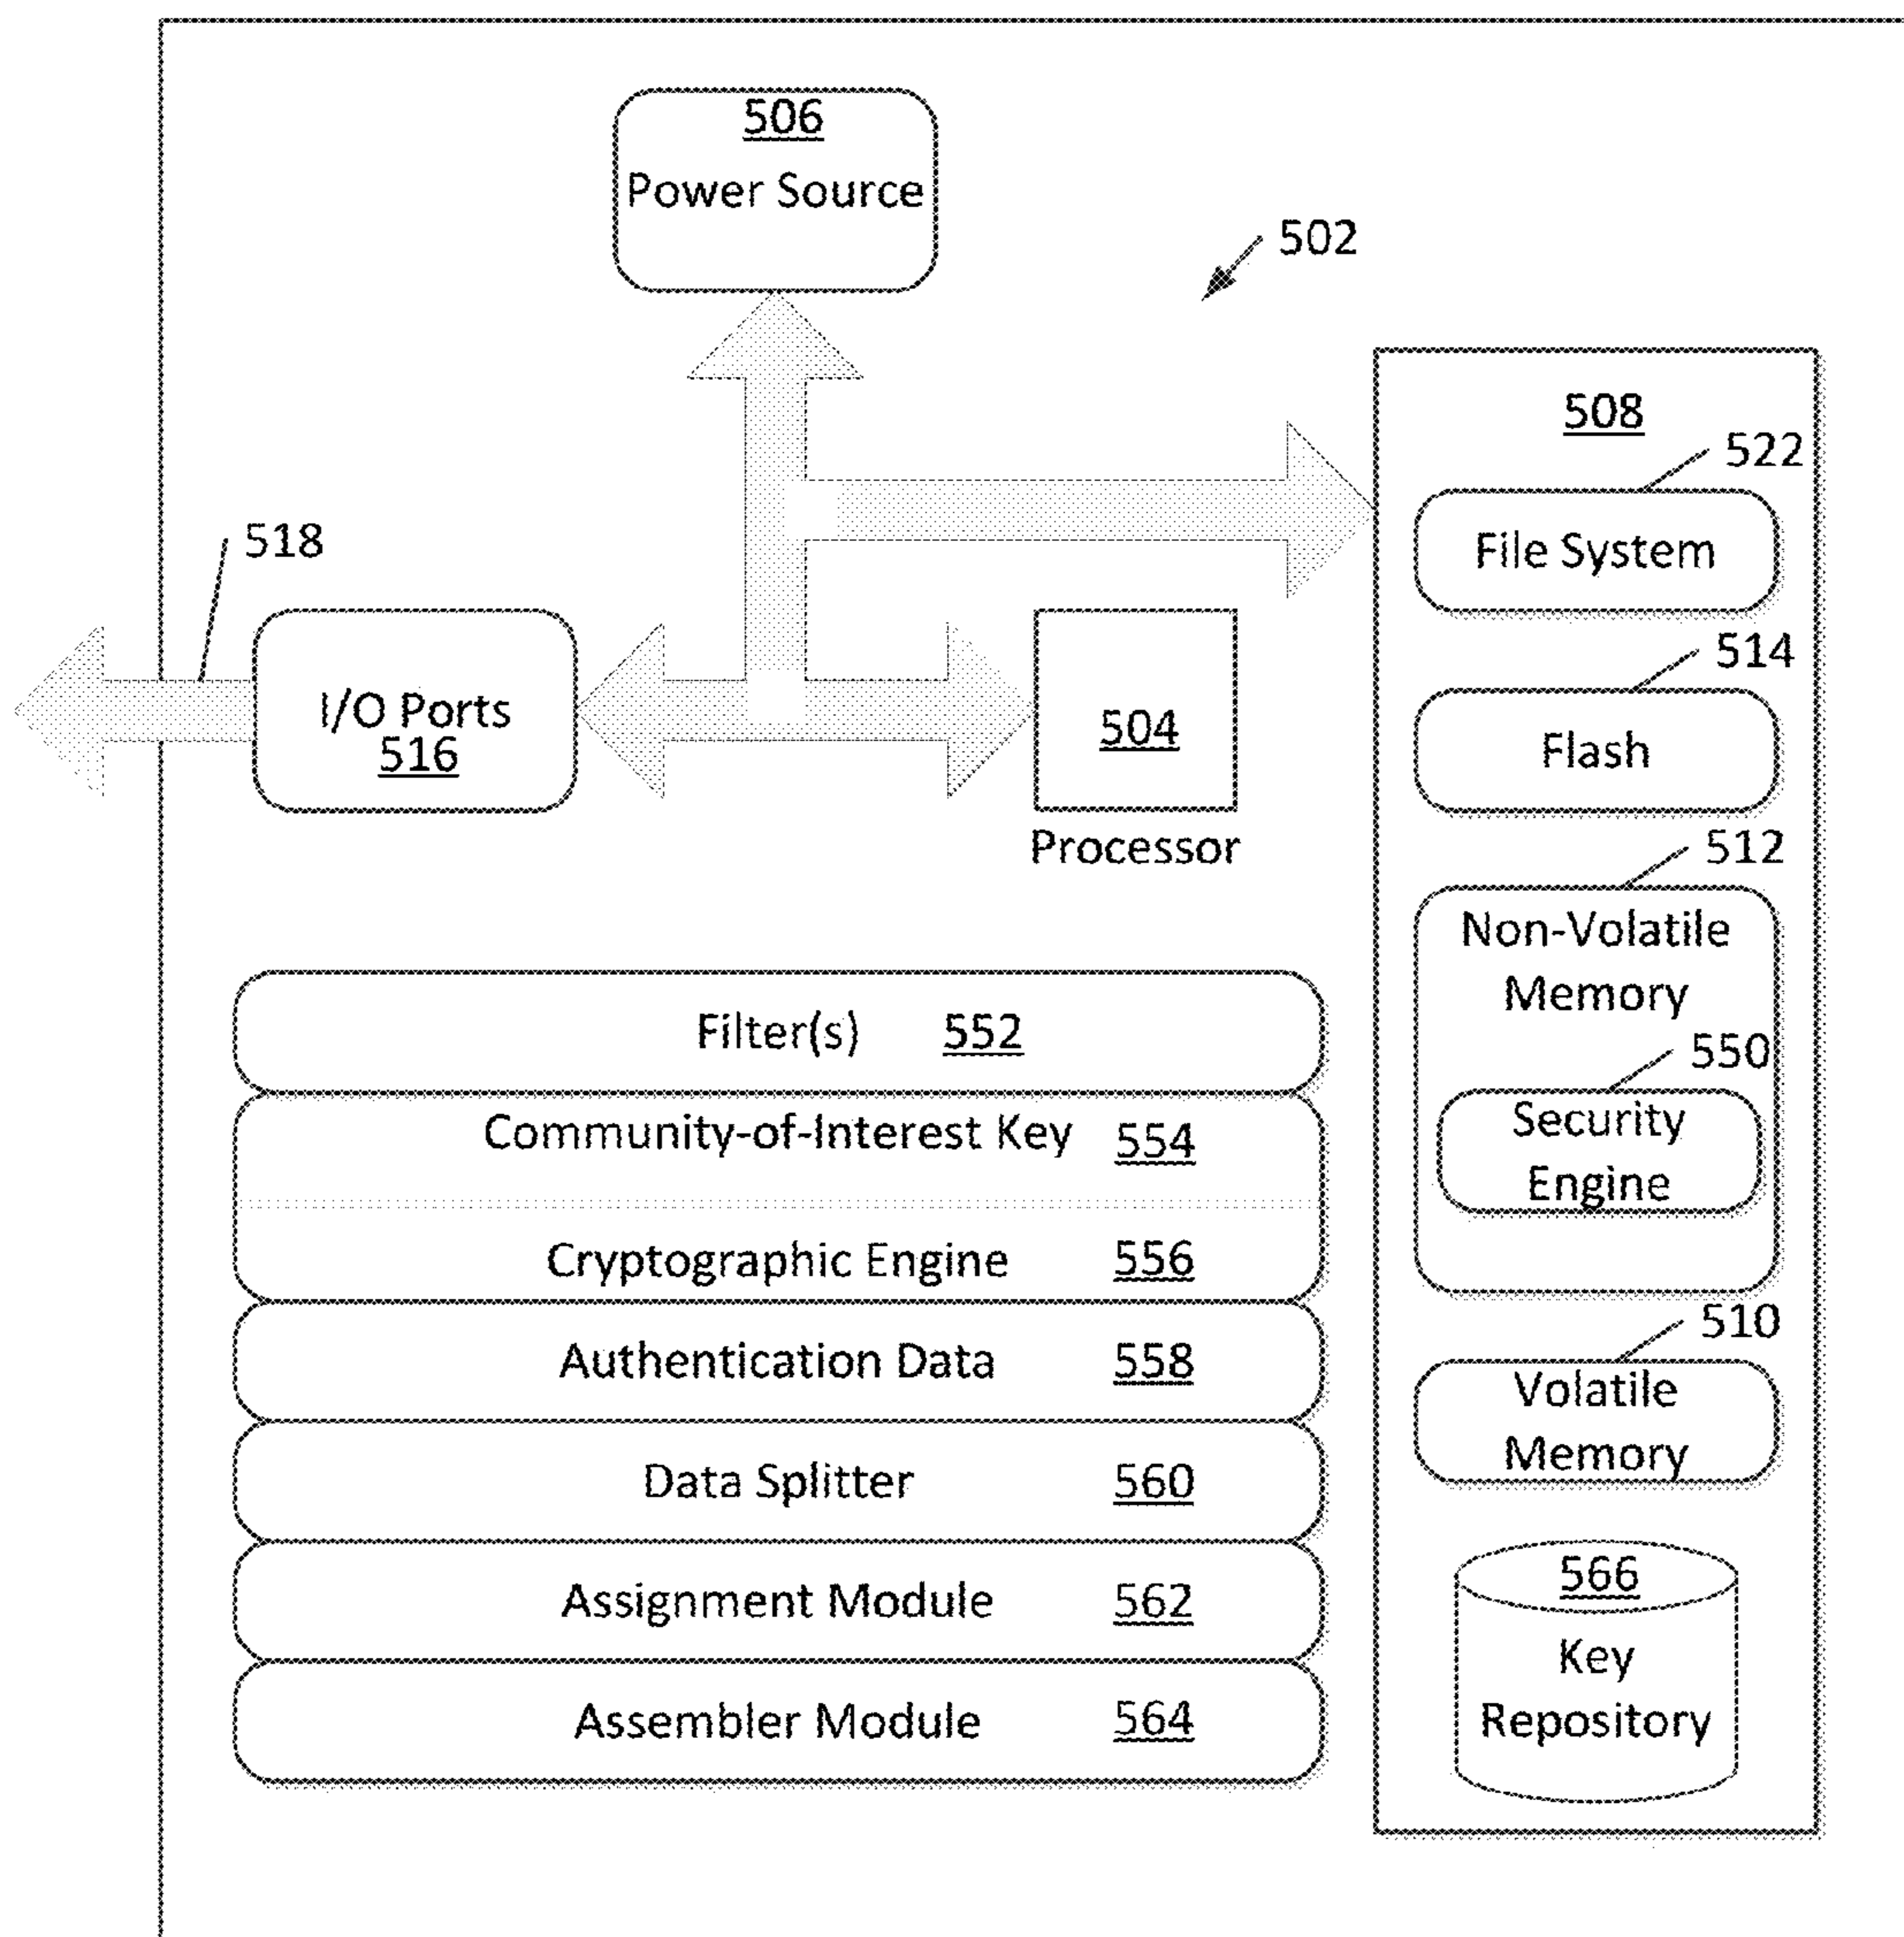 506
Power Source
502
508
522
File System
518
514
Flash
I/O Ports
516
504
Processor
512
Non-Volatile
Memory
550
Security
Engine
510
Volatile
Memory
566
Key
Repository
Filter(s) 552
Community-of-Interest Key 554
Cryptographic Engine 556
Authentication Data 558
Data Splitter 560
Assignment Module 562
Assembler Module 564